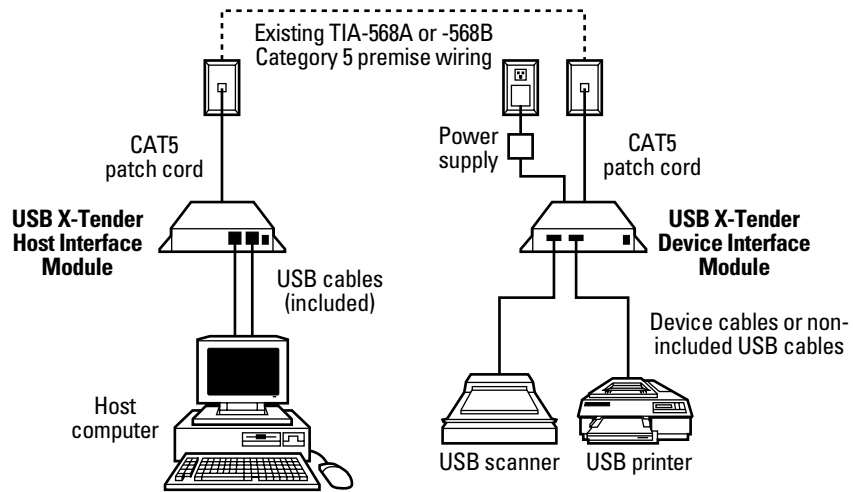 Existing TIA-568A or -568B
Category 5 premise wiring
CAT5
patch cord
Power
supply
CAT5
patch cord
USB X-Tender
Host Interface
Module
USB X-Tender
Device Interface
Module
USB cables
(included)
Device cables or non-
included USB cables
Host
computer
USB scanner
USB printer